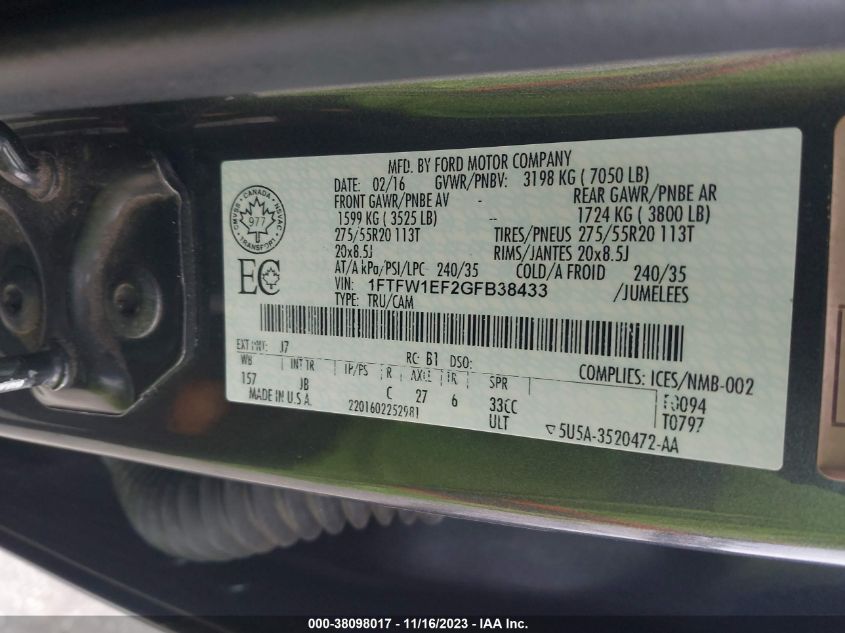 MFD. BY FORD MOTOR COMPANY
DATE: 02/16 GVWR/PNBV: 3198 KG ( 7050 LB)
FRONT GAWR/PNBE AV REAR GAWR/PNBE AR
1599 KG ( 3525 LB) -- 1724 KG ( 3800 LB)
275/55R20 113T TIRES/PNEUS 275/55R20 113T
20x8.5J RIMS/JANTES 20x8.5J
AT/A kPa/PSI/LPC 240/35 COLD/A FROID 240/35
VIN: 1FTFW1EF2GFB38433 /JUMELEES
TYPE: TRU/CAM
CANADA
CMVSS NSVAC
977
TRANSPORT
EC
EXT PNT: J7 RC: B1 DSO: COMPLIES: ICES/NMB-002
WB INT TR TP/PS R AXLE TR SPR
157 JB C 27 6 33CC
MADE IN U.S.A. 2201602252981 ULT 5U5A-3520472-AA
T0797
000-38098017 - 11/16/2023 - IAA Inc.